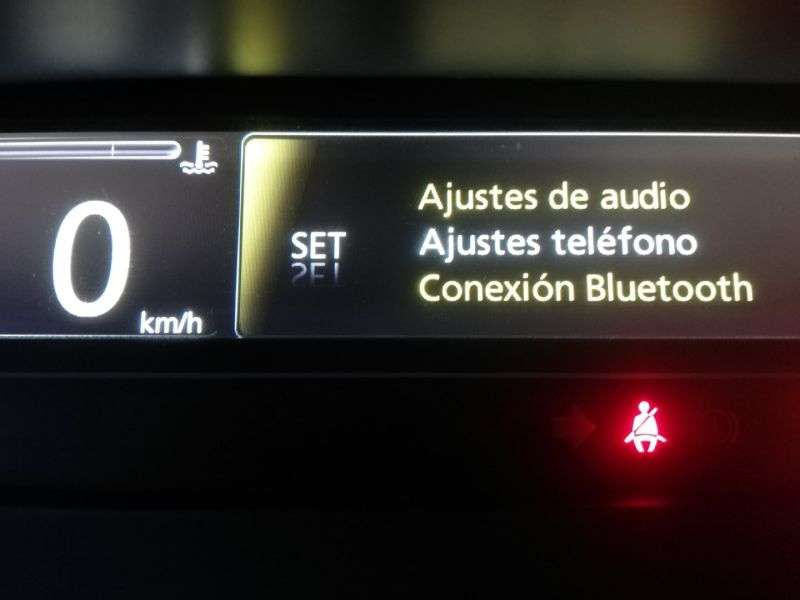 0
km/h
SET
Ajustes de audio
Ajustes teléfono
Conexión Bluetooth